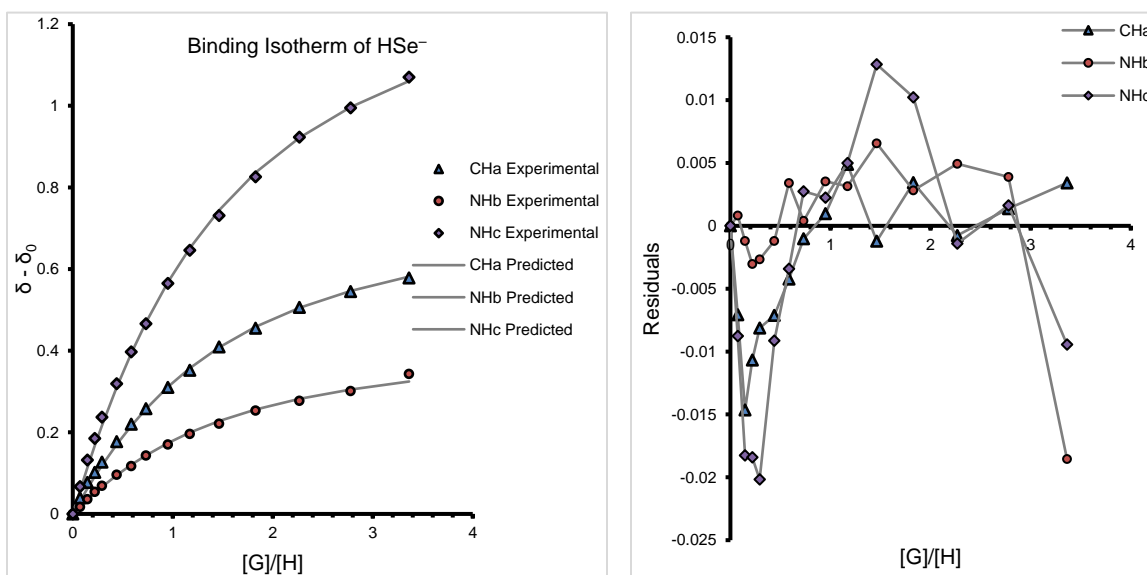 Binding Isotherm of HSe⁻
1.2
1
0.8
0.6
0.4
0.2
0
0
1
2
3
4
δ - δ₀
[G]/[H]
CHa Experimental
NHb Experimental
NHc Experimental
CHa Predicted
NHb Predicted
NHc Predicted
0.015
0.01
0.005
0
-0.005
-0.01
-0.015
-0.02
-0.025
0
1
2
3
4
Residuals
[G]/[H]
CHa
NHb
NHc